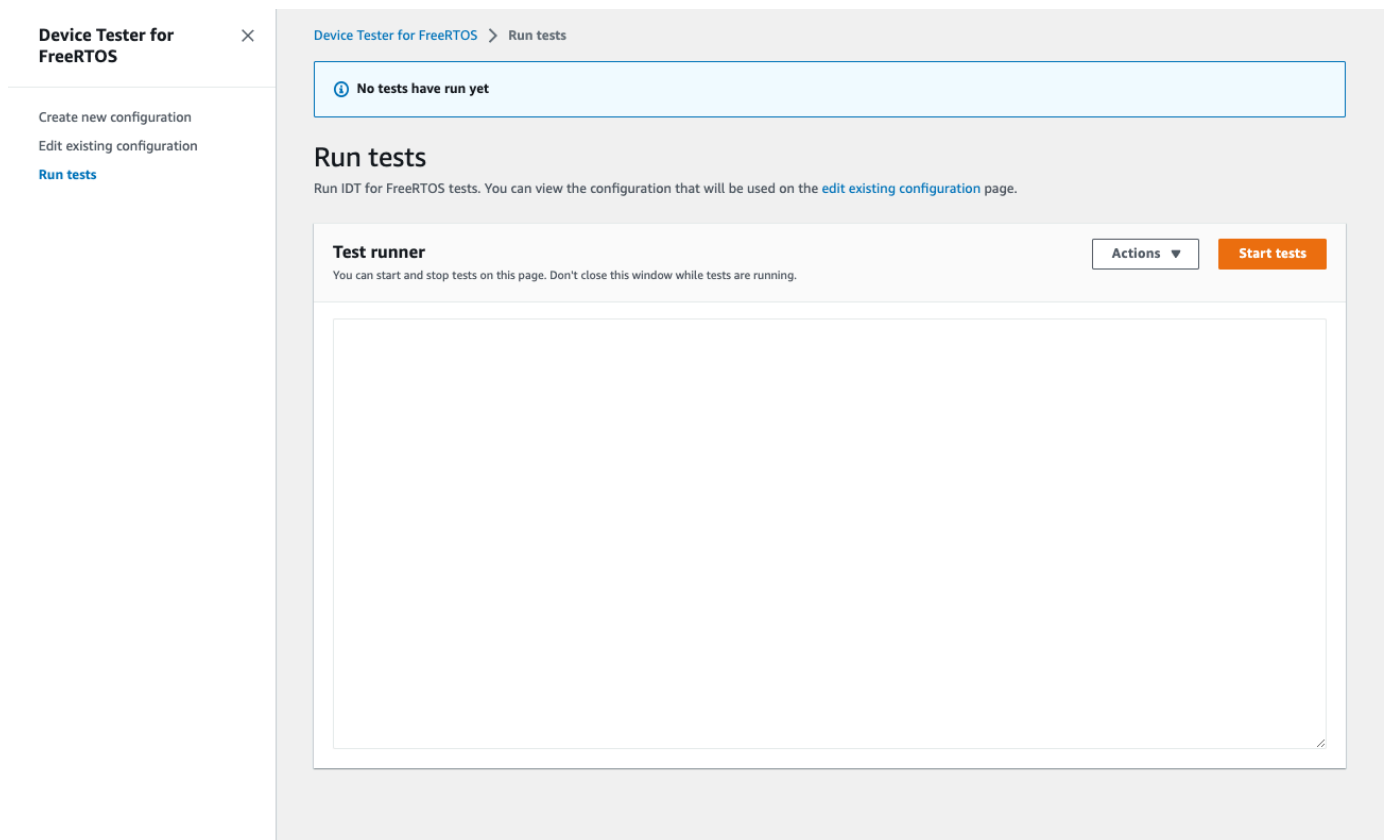 Device Tester for
FreeRTOS
Create new configuration
Edit existing configuration
Run tests
Device Tester for FreeRTOS > Run tests
No tests have run yet
Run tests
Run IDT for FreeRTOS tests. You can view the configuration that will be used on the edit existing configuration page.
Test runner
You can start and stop tests on this page. Don't close this window while tests are running.
Actions
Start tests